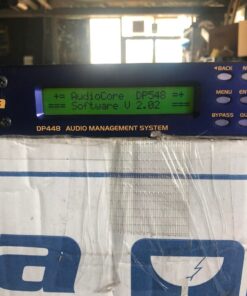 ◂BACK
+= AudioCore DP548 =+
=== Software V 2.02 ===
MENU
DP448 AUDIO MANAGEMENT SYSTEM
BYPASS
a